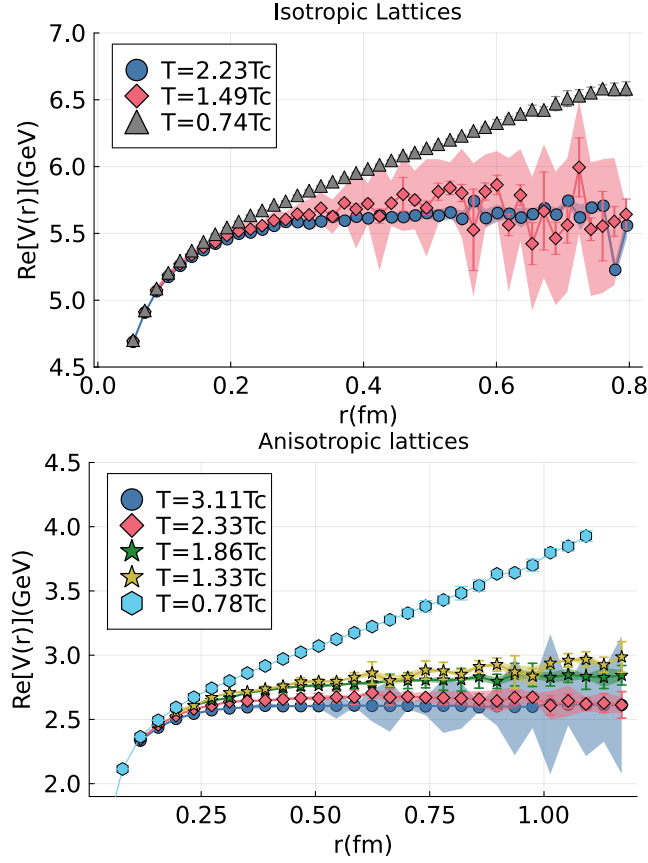 Isotropic Lattices
7.0
6.5
6.0
5.5
5.0
4.5
Re[V(r)](GeV)
T=2.23Tc
T=1.49Tc
T=0.74Tc
0.0 0.2 0.4 0.6 0.8
r(fm)
Anisotropic lattices
4.5
4.0
3.5
3.0
2.5
2.0
Re[V(r)](GeV)
T=3.11Tc
T=2.33Tc
T=1.86Tc
T=1.33Tc
T=0.78Tc
0.25 0.50 0.75 1.00
r(fm)